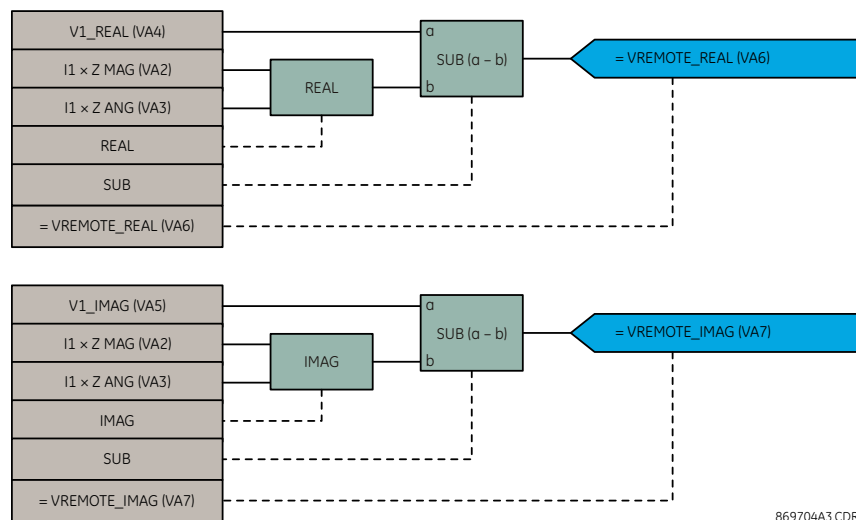 V1_REAL (VA4)
I1 × Z MAG (VA2)
I1 × Z ANG (VA3)
REAL
SUB
= VREMOTE_REAL (VA6)
REAL
a
SUB (a – b)
b
= VREMOTE_REAL (VA6)
V1_IMAG (VA5)
I1 × Z MAG (VA2)
I1 × Z ANG (VA3)
IMAG
SUB
= VREMOTE_IMAG (VA7)
IMAG
a
SUB (a – b)
b
= VREMOTE_IMAG (VA7)
869704A3.CDR